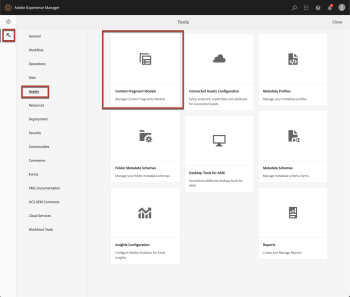 Adobe Experience Manager
Tools
Close
General
Workflow
Operations
Sites
Assets
Resources
Deployment
Security
Communities
Commerce
Forms
XML Documentation
ACS AEM Commons
Cloud Services
Workfront Tools
Content Fragment Models
Manage Content Fragments Models
Connected Assets Configuration
Setup endpoint, credentials and attributes
for Connected Assets
Metadata Profiles
Manage your metadata profiles
Folder Metadata Schemas
Manage your folder metadata schemas
Desktop Tools for AEM
Download additional desktop tools for
AEM
Metadata Schemas
Manage metadata schema forms
Insights Configuration
Configure Adobe Analytics for Asset
Insights
Reports
Create and Manage Reports